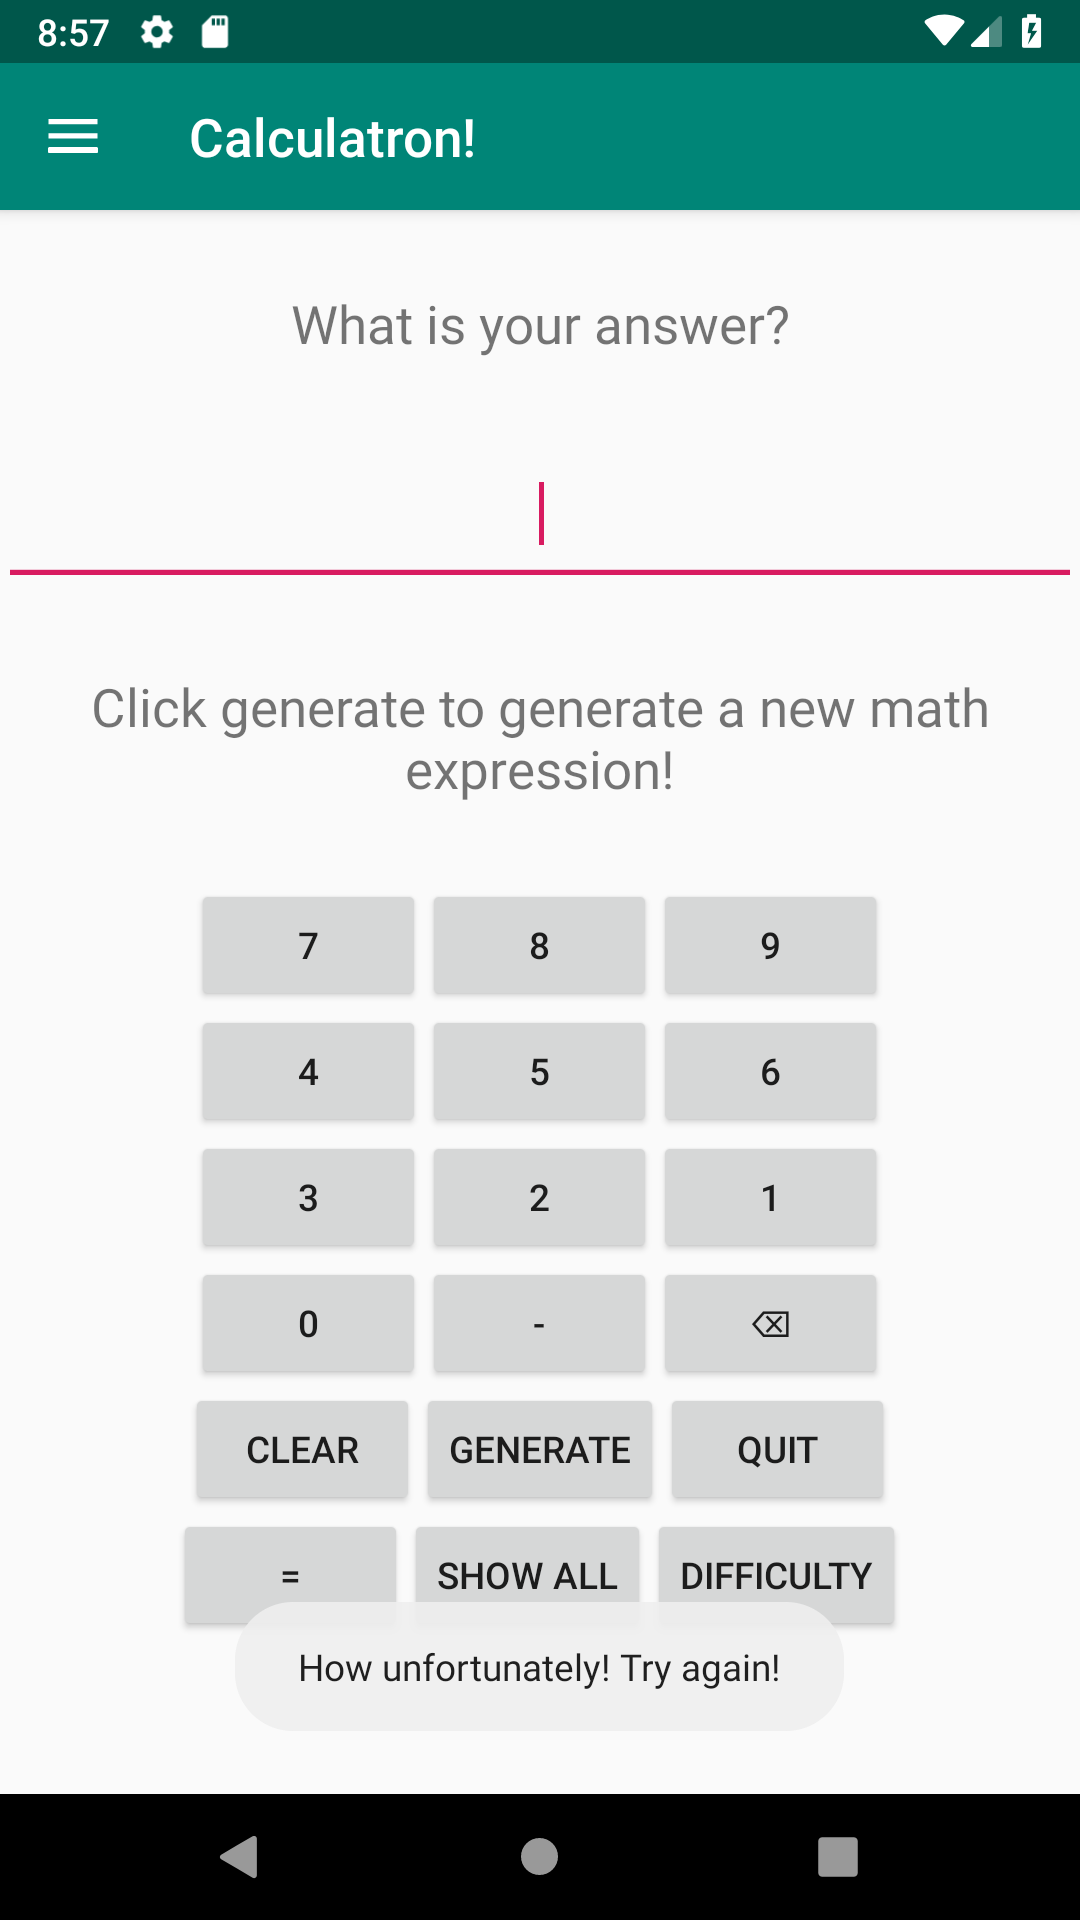 8:57
Calculatron!
What is your answer?
Click generate to generate a new math
expression!
7 8 9
4 5 6
3 2 1
0 - ⌫
CLEAR GENERATE QUIT
= SHOW ALL DIFFICULTY
How unfortunately! Try again!